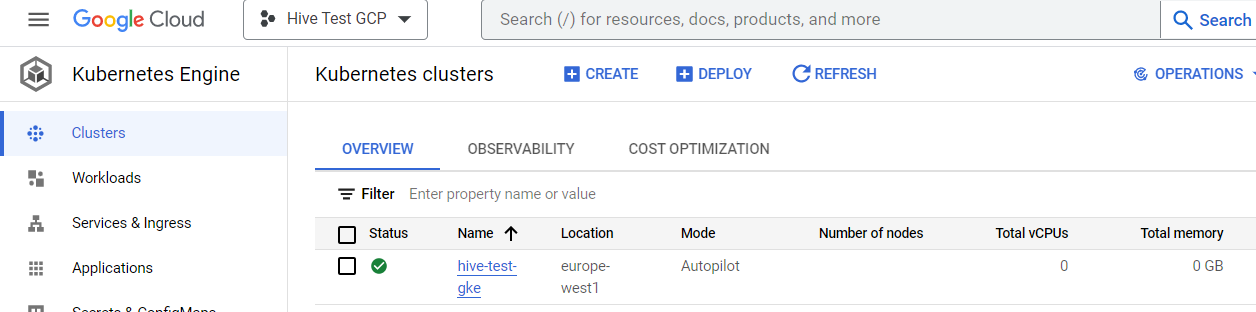 Google Cloud
Hive Test GCP
Search (/) for resources, docs, products, and more
Search
Kubernetes Engine
Kubernetes clusters
CREATE
DEPLOY
REFRESH
OPERATIONS
Clusters
Workloads
Services & Ingress
Applications
Secrets & ConfigMaps
OVERVIEW
OBSERVABILITY
COST OPTIMIZATION
Filter
Enter property name or value
Status Name Location Mode Number of nodes Total vCPUs Total memory
hive-test- europe- Autopilot 0 0 GB
gke west1